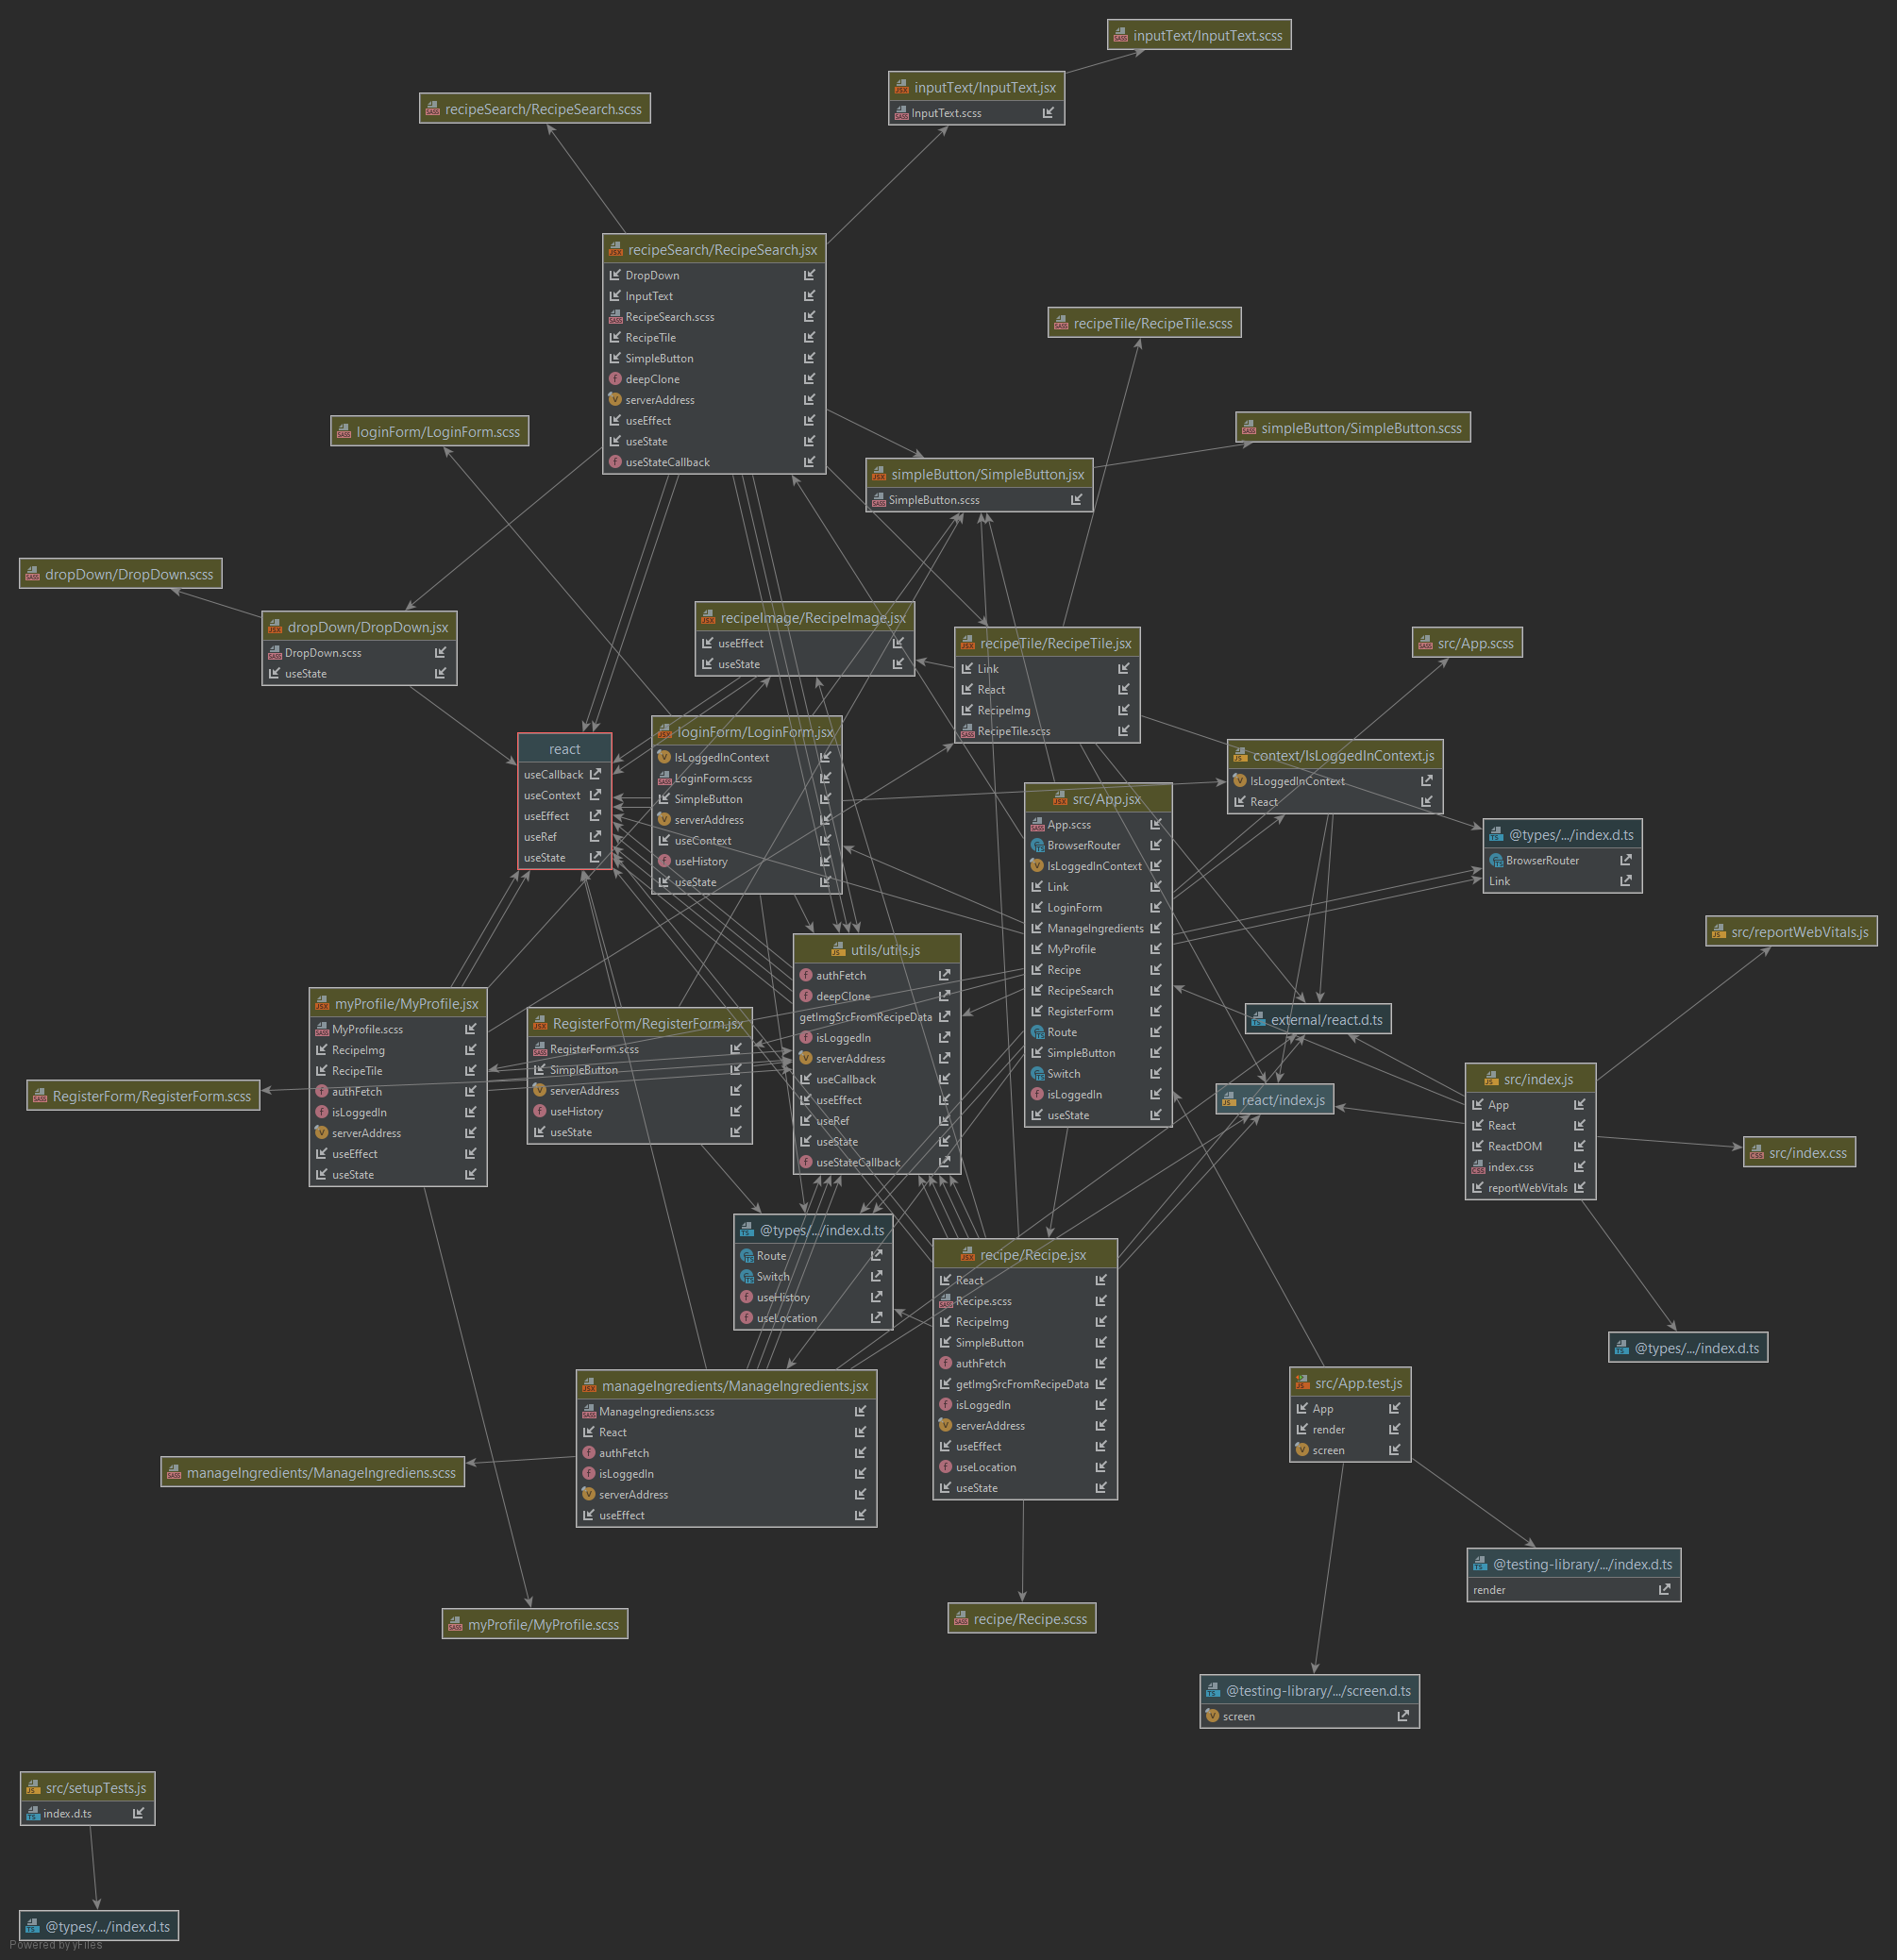 inputText/InputText.scss
inputText/InputText.jsx
InputText.scss
recipeSearch/RecipeSearch.scss
recipeSearch/RecipeSearch.jsx
DropDown
InputText
RecipeSearch.scss
RecipeTile
SimpleButton
deepClone
serverAddress
useEffect
useState
useStateCallback
recipeTile/RecipeTile.scss
loginForm/LoginForm.scss
simpleButton/SimpleButton.scss
simpleButton/SimpleButton.jsx
SimpleButton.scss
dropDown/DropDown.scss
dropDown/DropDown.jsx
DropDown.scss
useState
recipeImage/RecipeImage.jsx
useEffect
useState
recipeTile/RecipeTile.jsx
Link
React
RecipeImg
RecipeTile.scss
src/App.scss
react
useCallback
useContext
useEffect
useRef
useState
loginForm/LoginForm.jsx
IsLoggedInContext
LoginForm.scss
SimpleButton
serverAddress
useContext
useHistory
useState
context/IsLoggedInContext.js
IsLoggedInContext
React
src/App.jsx
App.scss
BrowserRouter
IsLoggedInContext
Link
LoginForm
ManageIngredients
MyProfile
Recipe
RecipeSearch
RegisterForm
Route
SimpleButton
Switch
isLoggedIn
useState
@types/.../index.d.ts
BrowserRouter
Link
src/reportWebVitals.js
utils/utils.js
authFetch
deepClone
getImgSrcFromRecipeData
isLoggedIn
serverAddress
useCallback
useEffect
useRef
useState
useStateCallback
myProfile/MyProfile.jsx
MyProfile.scss
RecipeImg
RecipeTile
authFetch
isLoggedIn
serverAddress
useEffect
useState
RegisterForm/RegisterForm.jsx
RegisterForm.scss
SimpleButton
serverAddress
useHistory
useState
external/react.d.ts
RegisterForm/RegisterForm.scss
react/index.js
src/index.js
App
React
ReactDOM
index.css
reportWebVitals
src/index.css
@types/.../index.d.ts
Route
Switch
useHistory
useLocation
recipe/Recipe.jsx
React
Recipe.scss
RecipeImg
SimpleButton
authFetch
getImgSrcFromRecipeData
isLoggedIn
serverAddress
useEffect
useLocation
useState
@types/.../index.d.ts
manageIngredients/ManageIngredients.jsx
ManageIngrediens.scss
React
authFetch
isLoggedIn
serverAddress
useEffect
src/App.test.js
App
render
screen
manageIngredients/ManageIngrediens.scss
@testing-library/.../index.d.ts
render
myProfile/MyProfile.scss
recipe/Recipe.scss
@testing-library/.../screen.d.ts
screen
src/setupTests.js
index.d.ts
@types/.../index.d.ts
Powered by yFiles